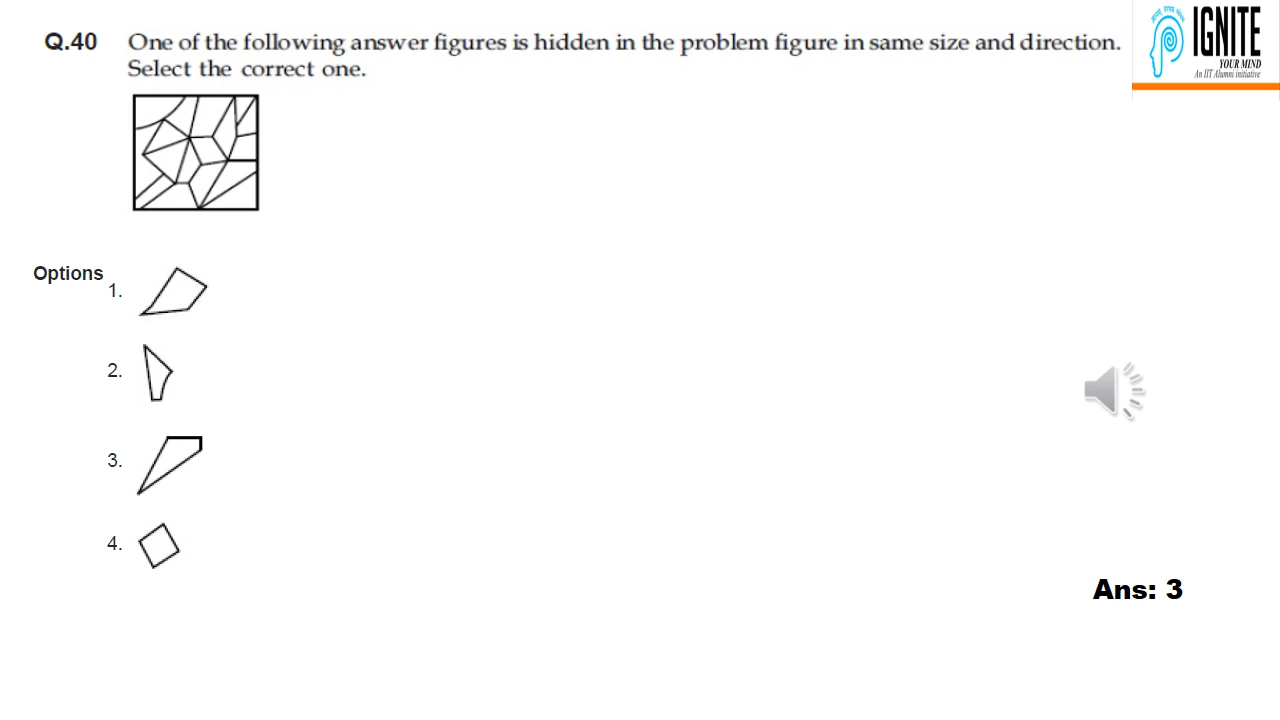 Q.40 One of the following answer figures is hidden in the problem figure in same size and direction.
Select the correct one.
IGNITE
YOUR MIND
An IIT Alumni initiative
Options
1.
2.
3.
4.
Ans: 3